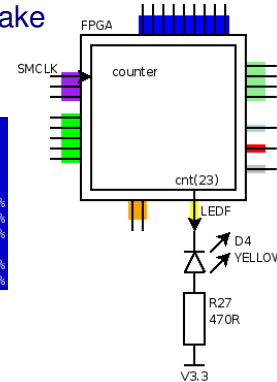 ake
FPGA
SMCLK
counter
%
%
%
%
%
cnt(23)
LEDF
D4
YELLOW
R27
470R
V3.3